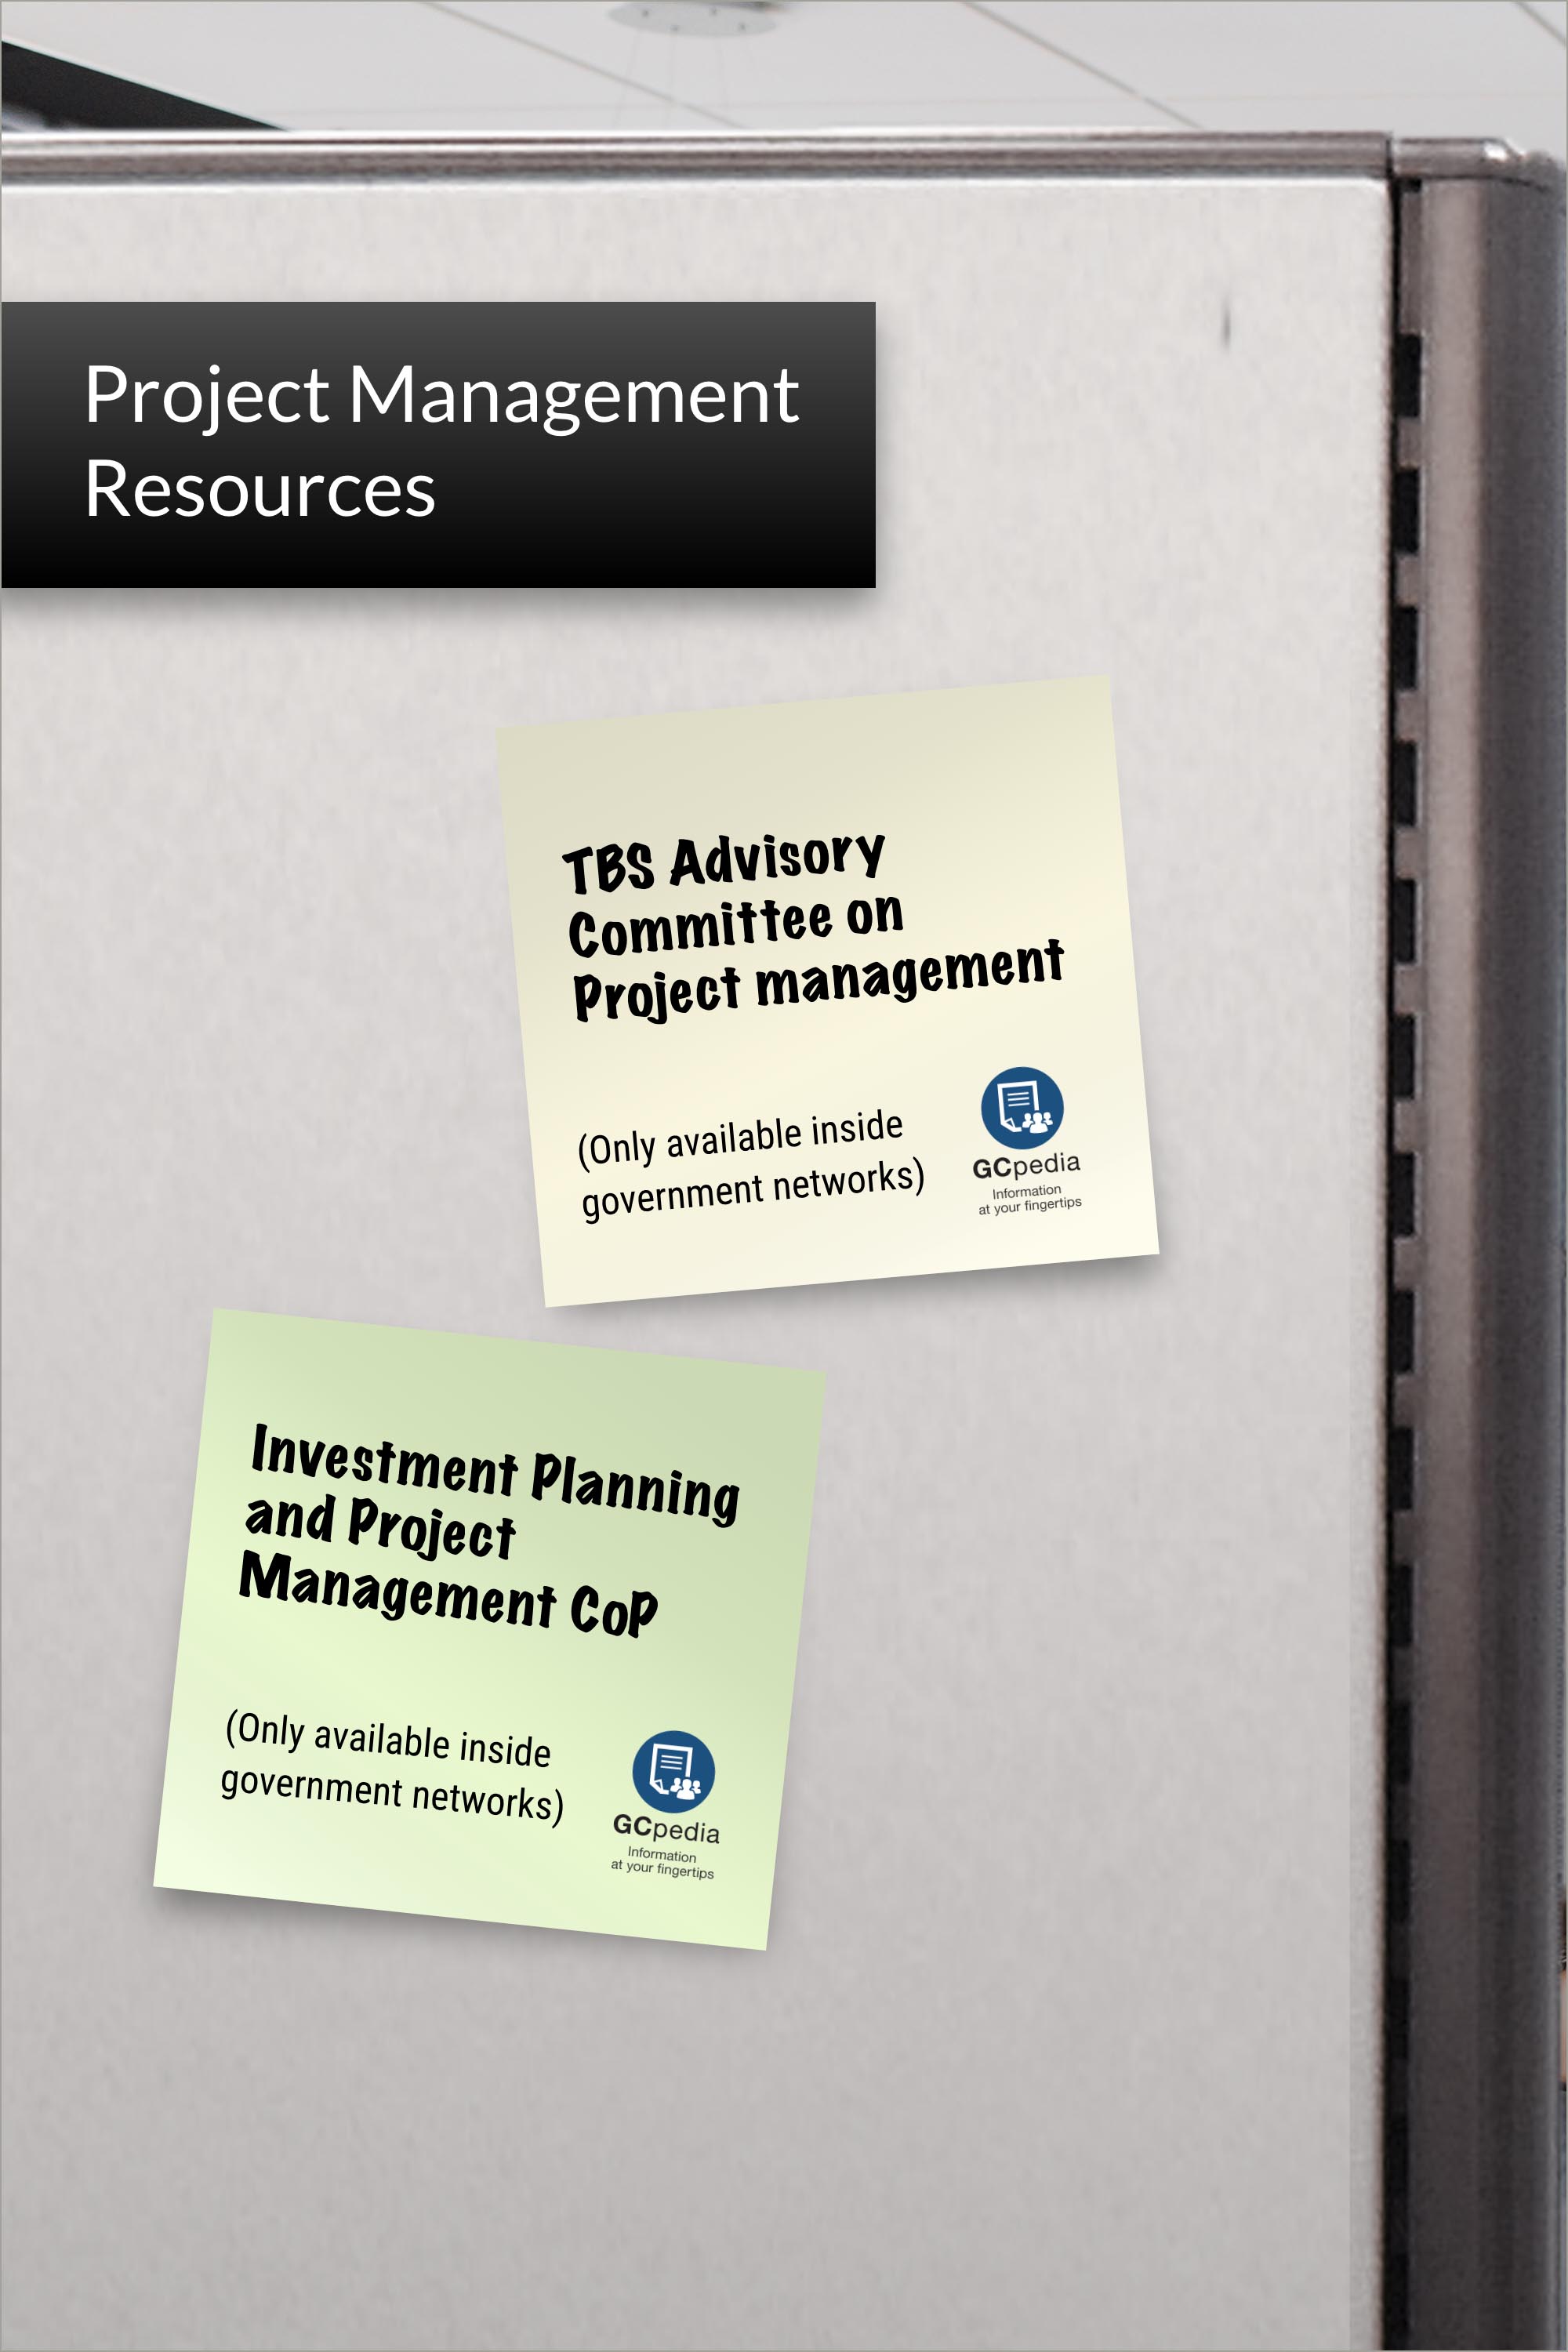 Project Management
Resources
TBS Advisory
Committee on
Project management
(Only available inside
government networks)
GCpedia
Information
at your fingertips
Investment Planning
and Project
Management CoP
(Only available inside
government networks)
GCpedia
Information
at your fingertips